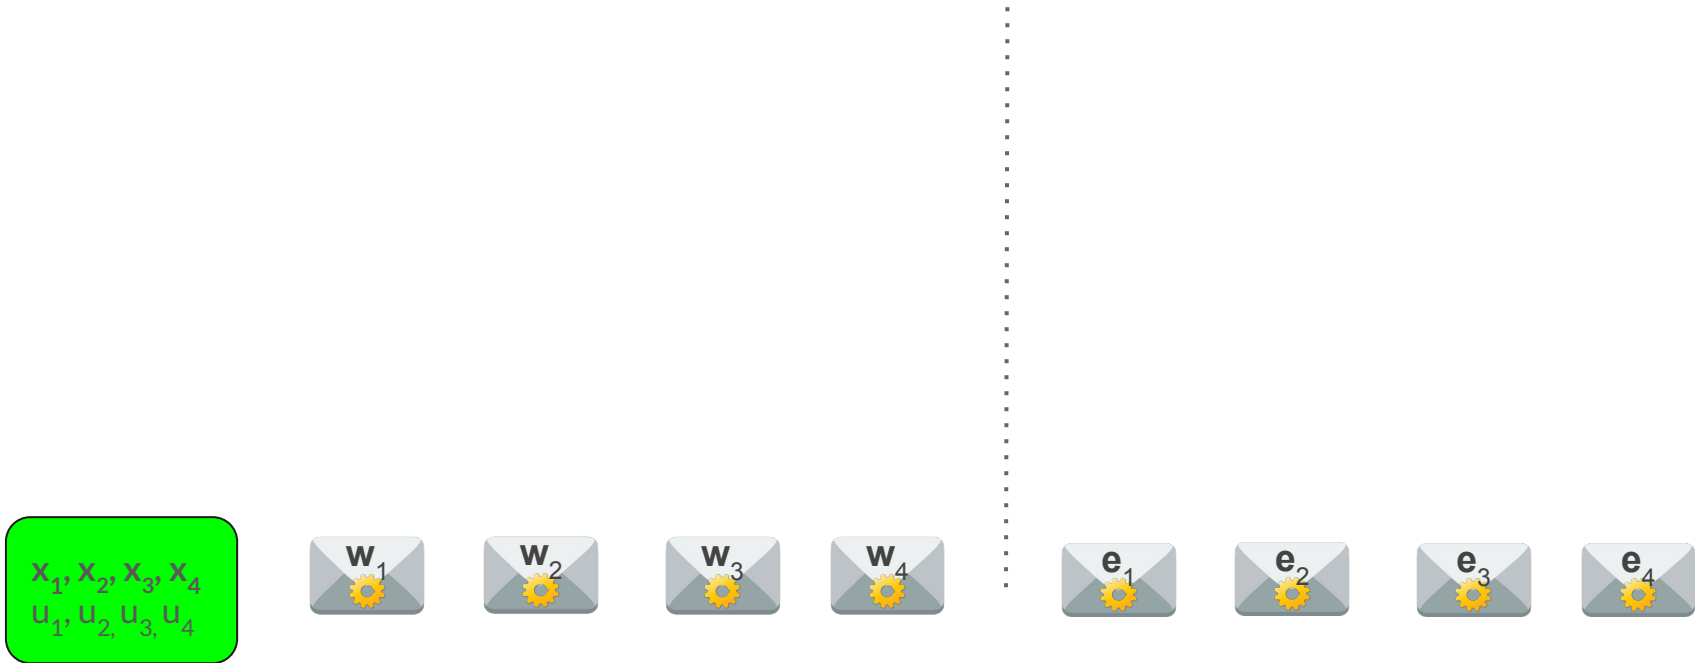 x₁, x₂, x₃, x₄
u₁, u₂, u₃, u₄
w₁
w₂
w₃
w₄
e₁
e₂
e₃
e₄